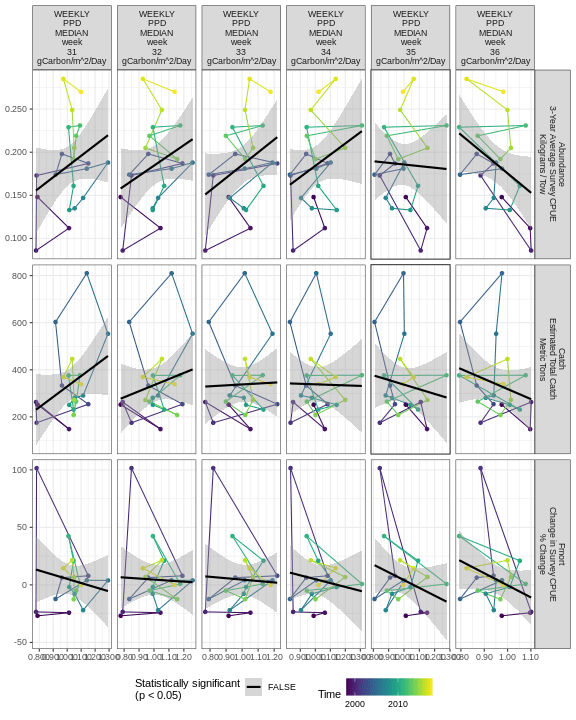 WEEKLY
PPD
MEDIAN
week
31
gCarbon/m^2/Day
WEEKLY
PPD
MEDIAN
week
32
gCarbon/m^2/Day
WEEKLY
PPD
MEDIAN
week
33
gCarbon/m^2/Day
WEEKLY
PPD
MEDIAN
week
34
gCarbon/m^2/Day
WEEKLY
PPD
MEDIAN
week
35
gCarbon/m^2/Day
WEEKLY
PPD
MEDIAN
week
36
gCarbon/m^2/Day
0.250
0.200
0.150
0.100
Abundance
3-Year Average Survey CPUE
Kilograms / Tow
800
600
400
200
Catch
Estimated Total Catch
Metric Tons
100
50
0
-50
Fmort
Change in Survey CPUE
% Change
0.90 1.00 1.10
Statistically significant
(p < 0.05)
FALSE
Time
2000 2010